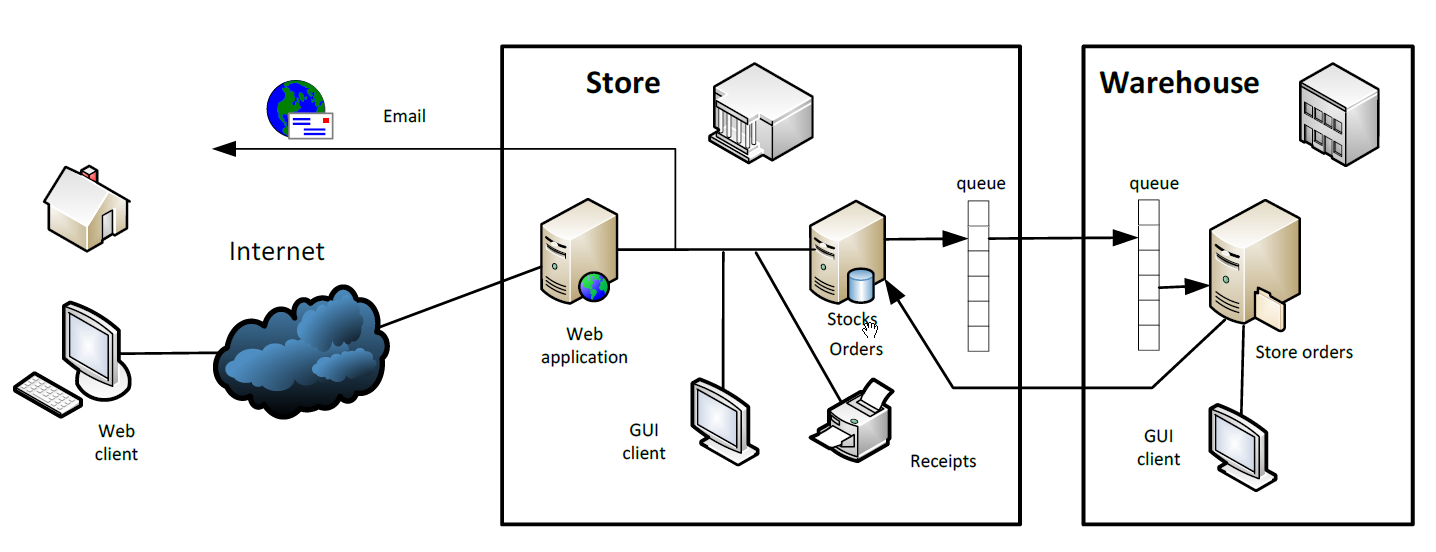 Store
Warehouse
Email
queue
queue
Internet
Stocks
Orders
Web
application
Store orders
Web
client
GUI
client
Receipts
GUI
client